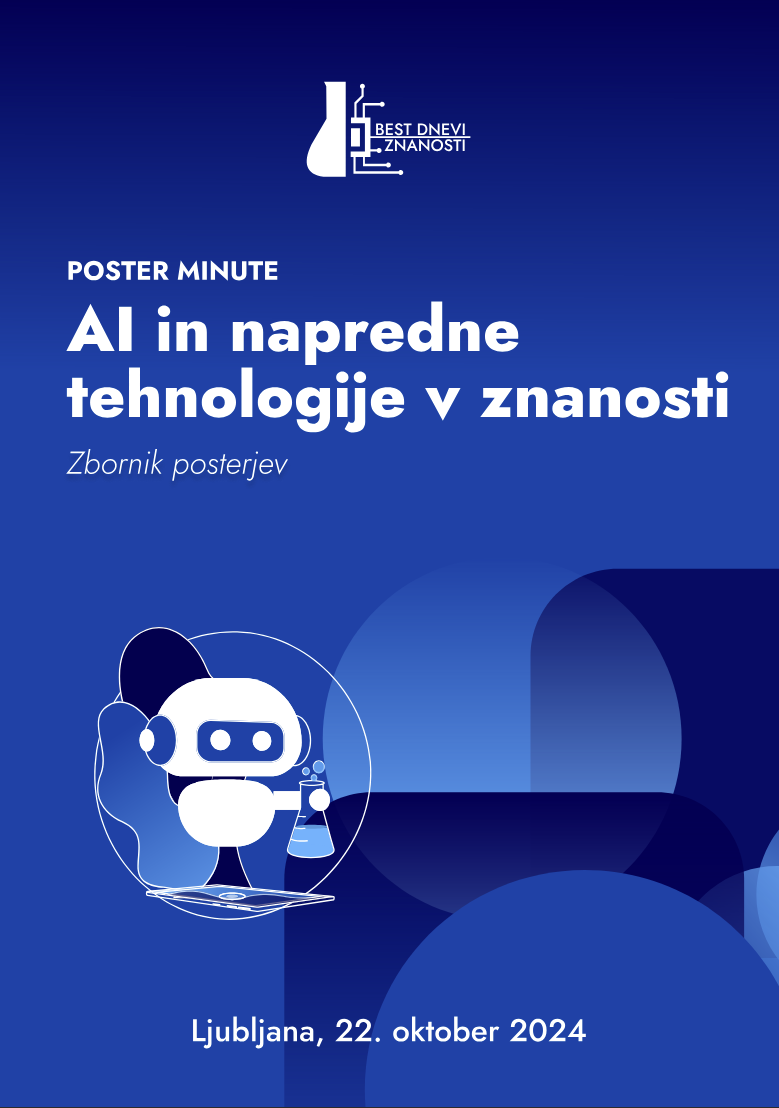 BEST DNEVI
ZNANOSTI
POSTER MINUTE
AI in napredne
tehnologije v znanosti
Zbornik posterjev
Ljubljana, 22. oktober 2024